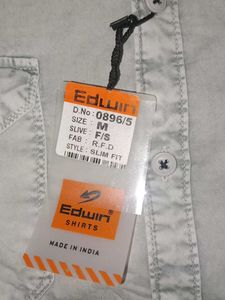 Edwin
D.No: 0896/5
SIZE : M
SLIVE: F/S
FAB : R.F.D
STYLE: SLIM FIT
Edwin
SHIRTS
MADE IN INDIA